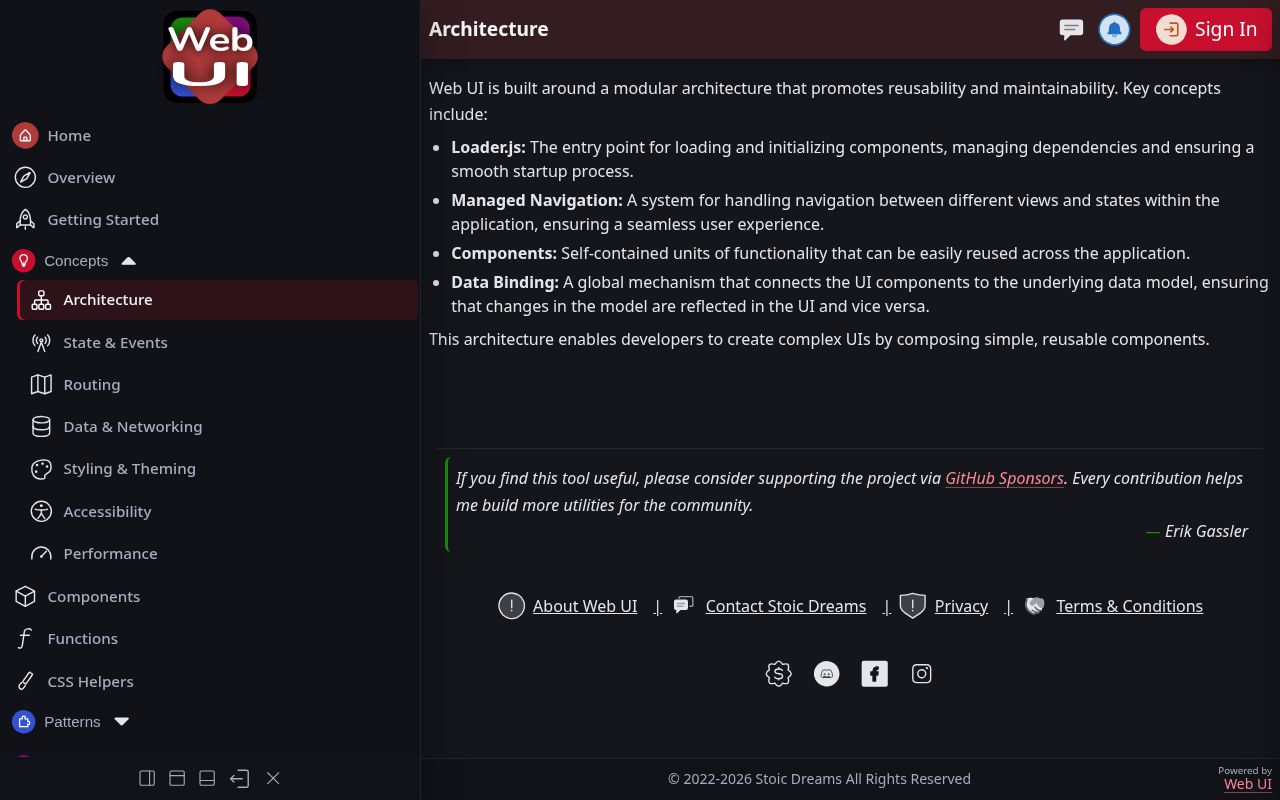 Web
UI
Home
Overview
Getting Started
Concepts
Architecture
State & Events
Routing
Data & Networking
Styling & Theming
Accessibility
Performance
Components
Functions
CSS Helpers
Patterns
Architecture
Sign In
Web UI is built around a modular architecture that promotes reusability and maintainability. Key concepts
include:
• Loader.js: The entry point for loading and initializing components, managing dependencies and ensuring a
smooth startup process.
• Managed Navigation: A system for handling navigation between different views and states within the
application, ensuring a seamless user experience.
• Components: Self-contained units of functionality that can be easily reused across the application.
• Data Binding: A global mechanism that connects the UI components to the underlying data model, ensuring
that changes in the model are reflected in the UI and vice versa.
This architecture enables developers to create complex UIs by composing simple, reusable components.
If you find this tool useful, please consider supporting the project via GitHub Sponsors. Every contribution helps
me build more utilities for the community.
— Erik Gassler
About Web UI | Contact Stoic Dreams | Privacy | Terms & Conditions
© 2022-2026 Stoic Dreams All Rights Reserved
Powered by
Web UI